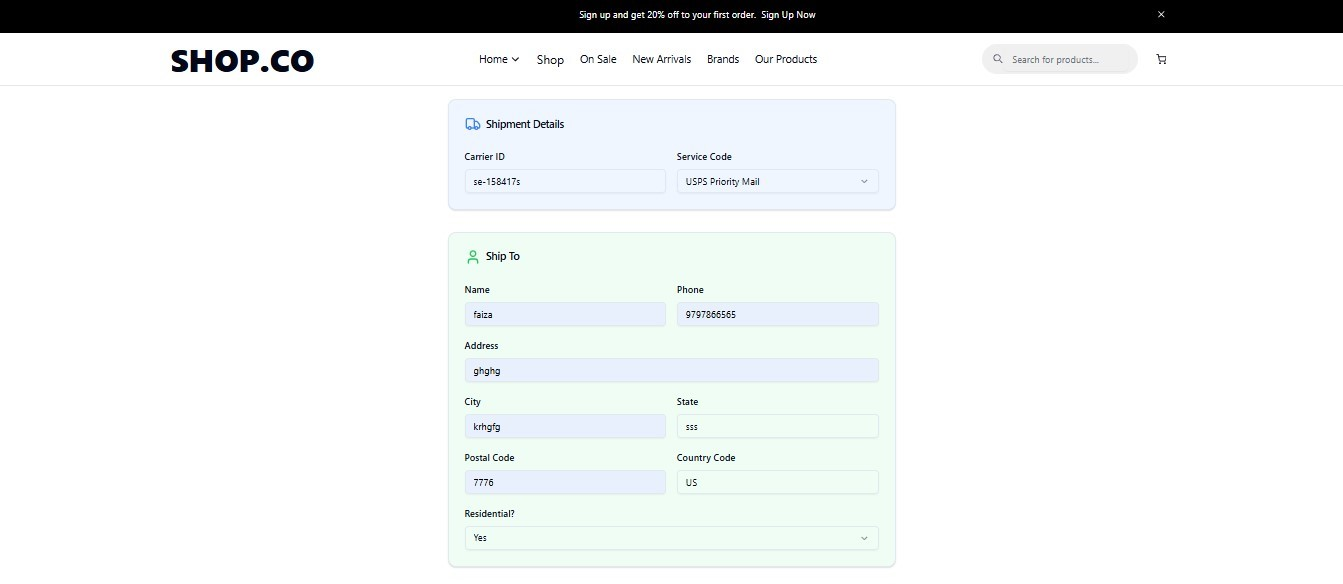 Sign up and get 20% off to your first order. Sign Up Now
SHOP.CO
Home Shop On Sale New Arrivals Brands Our Products
Search for products...
Shipment Details
Carrier ID Service Code
se-158417s USPS Priority Mail
Ship To
Name Phone
faiza 9797866565
Address
ghghg
City State
krhgfg sss
Postal Code Country Code
7776 US
Residential?
Yes